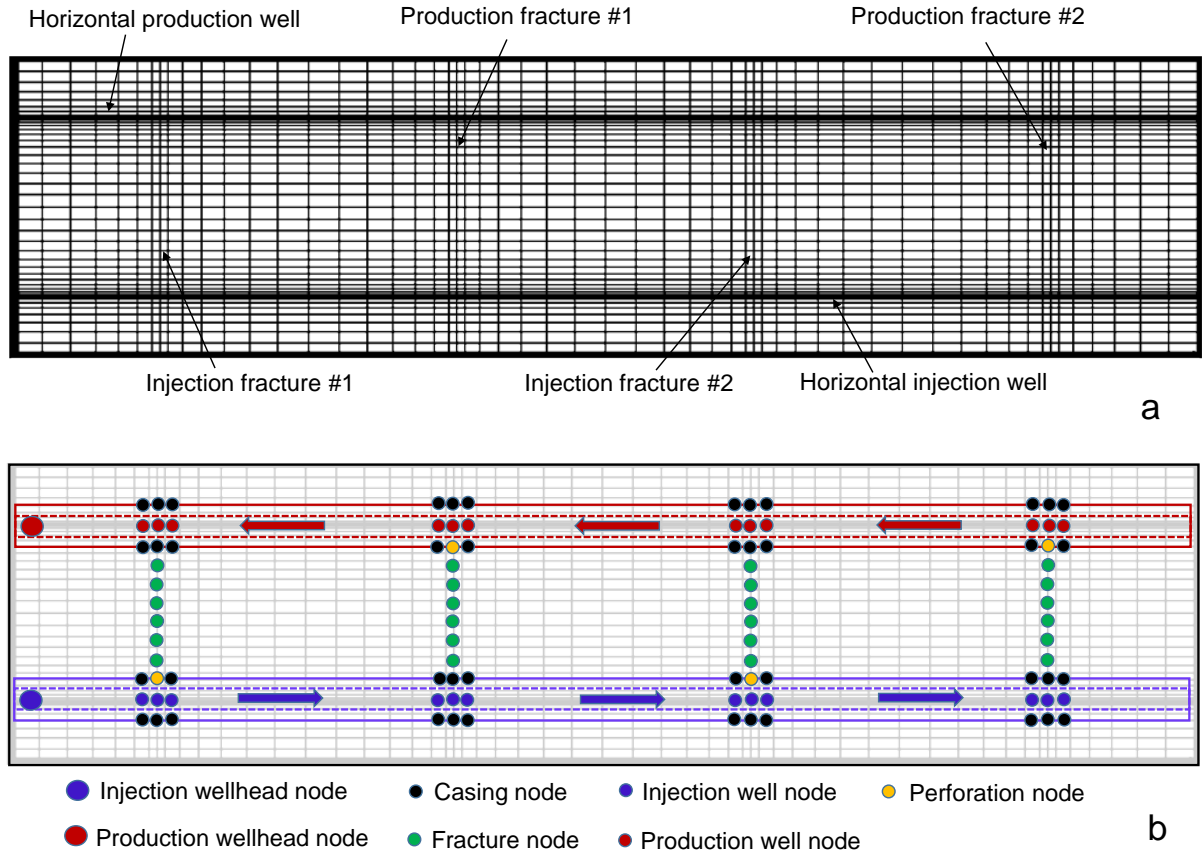 Horizontal production well
Production fracture #1
Production fracture #2
Injection fracture #1
Injection fracture #2
Horizontal injection well
a
Injection wellhead node
Casing node
Injection well node
Perforation node
Production wellhead node
Fracture node
Production well node
b